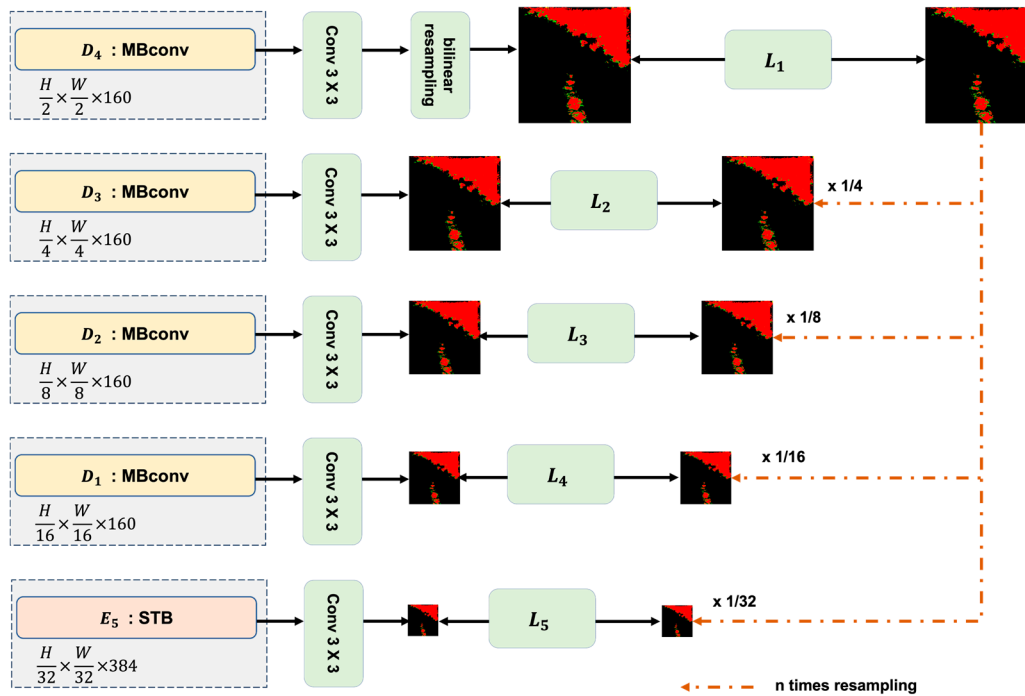 D₄ : MBconv
H/2 × W/2 ×160
Conv 3 X 3
bilinear
resampling
L₁
D₃ : MBconv
H/4 × W/4 ×160
Conv 3 X 3
L₂
x 1/4
D₂ : MBconv
H/8 × W/8 ×160
Conv 3 X 3
L₃
x 1/8
D₁ : MBconv
H/16 × W/16 ×160
Conv 3 X 3
L₄
x 1/16
E₅ : STB
H/32 × W/32 ×384
Conv 3 X 3
L₅
x 1/32
n times resampling